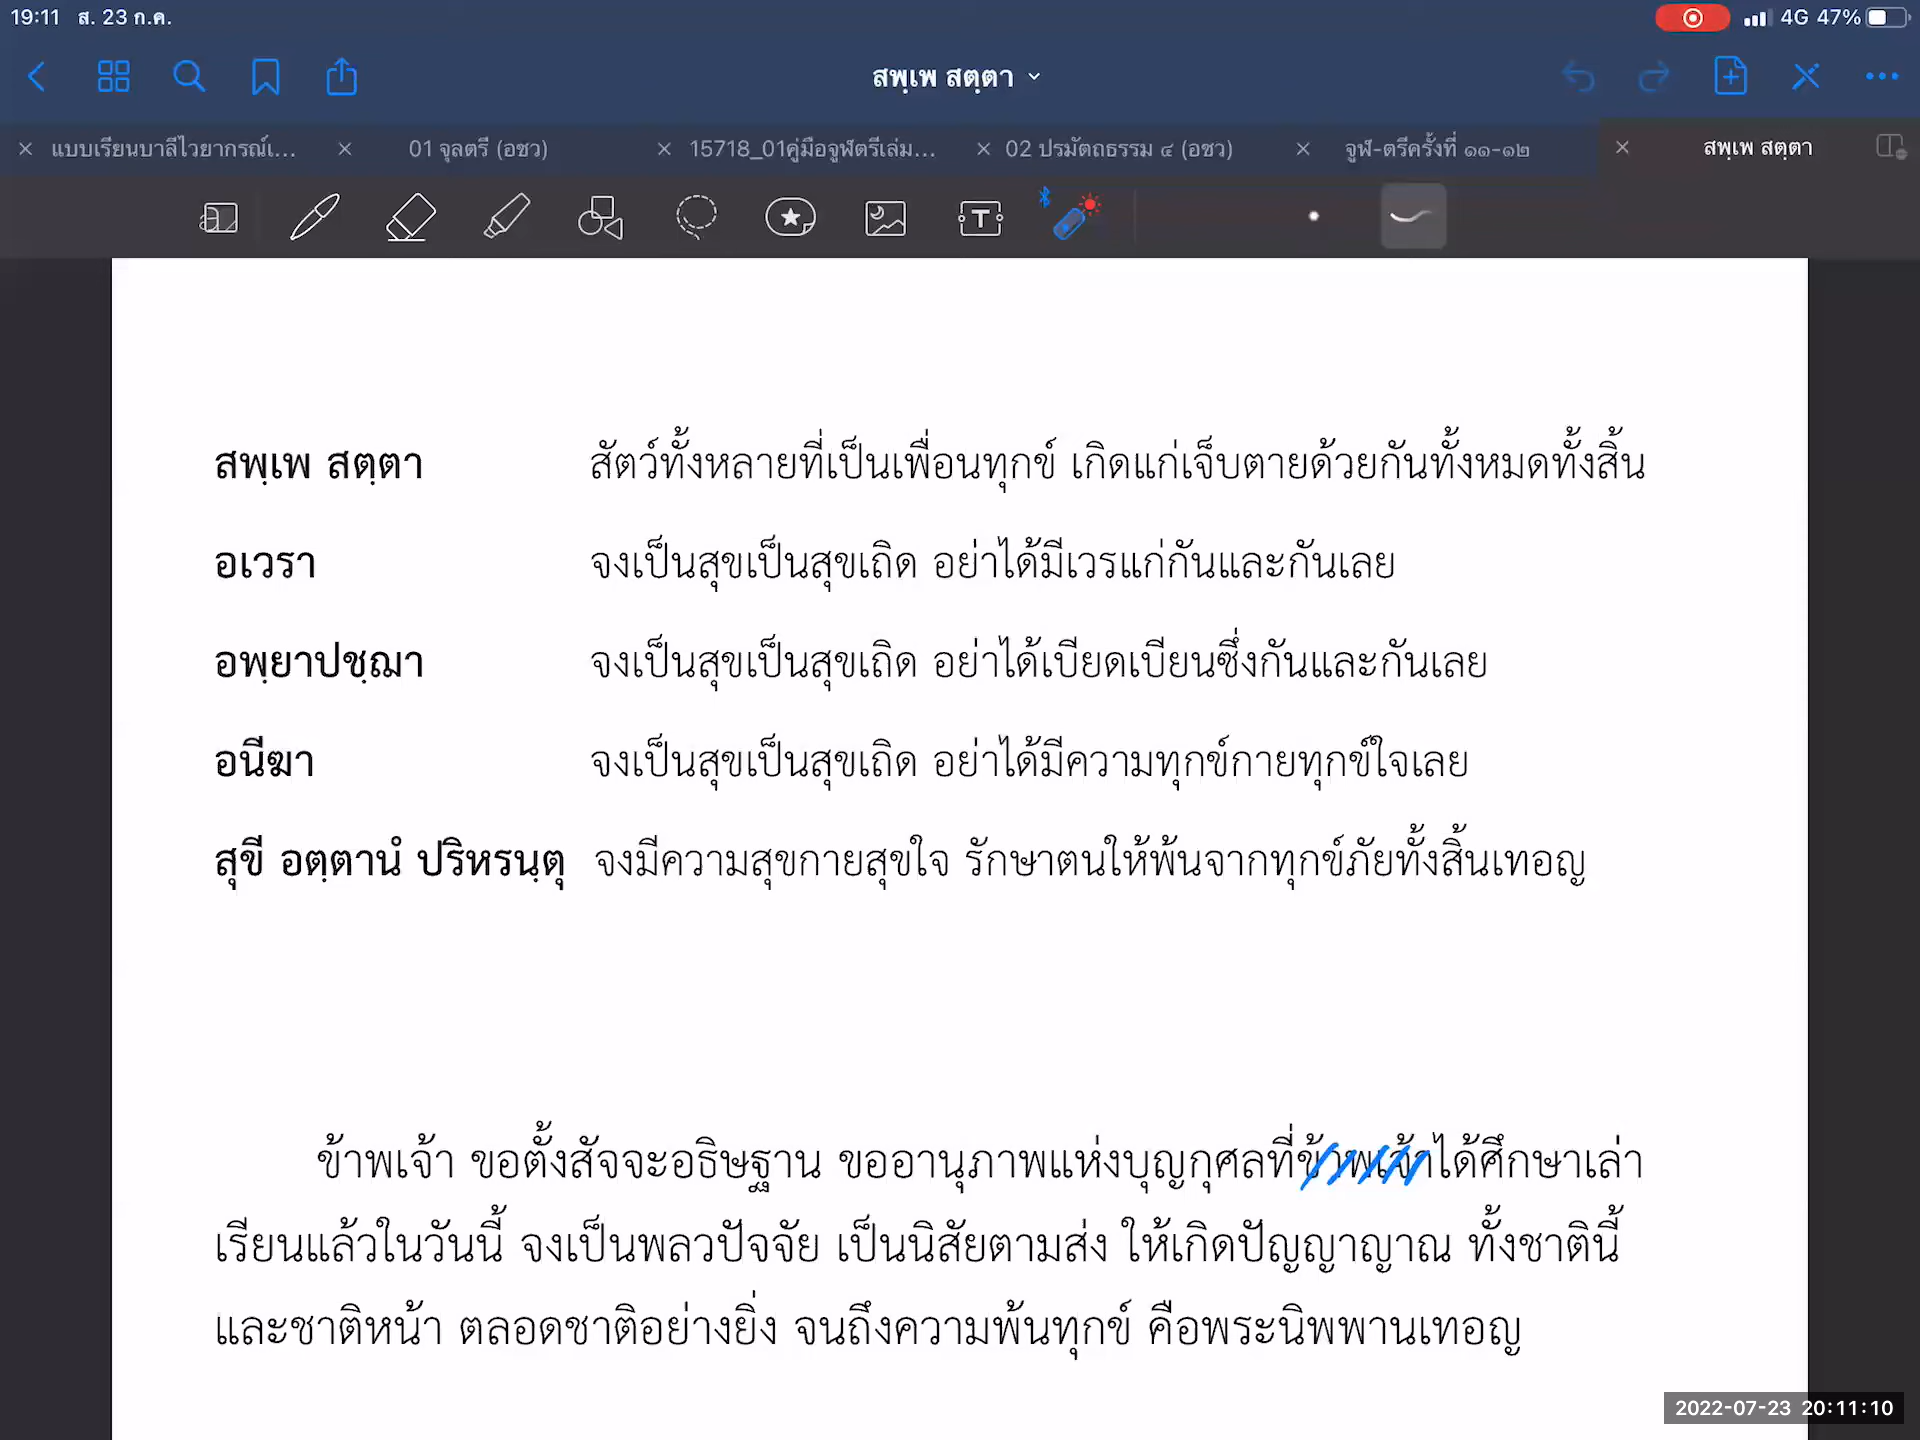 19:11 ส. 23 ก.ค. 4G 47%
สพฺเพ สตฺตา
แบบเรียนบาลีไวยากรณ์เ... 01 จุลตรี (อชว) 15718_01คู่มือจูฬตรีเล่ม... 02 ปรมัตถธรรม ๔ (อชว) จูฬ-ตรีครั้งที่ ๑๑-๑๒ สพฺเพ สตฺตา
สพฺเพ สตฺตา สัตว์ทั้งหลายที่เป็นเพื่อนทุกข์ เกิดแก่เจ็บตายด้วยกันทั้งหมดทั้งสิ้น
อเวรา จงเป็นสุขเป็นสุขเถิด อย่าได้มีเวรแก่กันและกันเลย
อพฺยาปชฺฌา จงเป็นสุขเป็นสุขเถิด อย่าได้เบียดเบียนซึ่งกันและกันเลย
อนีฆา จงเป็นสุขเป็นสุขเถิด อย่าได้มีความทุกข์กายทุกข์ใจเลย
สุขี อตฺตานํ ปริหรนฺตุ จงมีความสุขกายสุขใจ รักษาตนให้พ้นจากทุกข์ภัยทั้งสิ้นเทอญ
ข้าพเจ้า ขอตั้งสัจจะอธิษฐาน ขออานุภาพแห่งบุญกุศลที่ข้าพเจ้าได้ศึกษาเล่า
เรียนแล้วในวันนี้ จงเป็นพลวปัจจัย เป็นนิสัยตามส่ง ให้เกิดปัญญาญาณ ทั้งชาตินี้
และชาติหน้า ตลอดชาติอย่างยิ่ง จนถึงความพ้นทุกข์ คือพระนิพพานเทอญ
2022-07-23 20:11:10